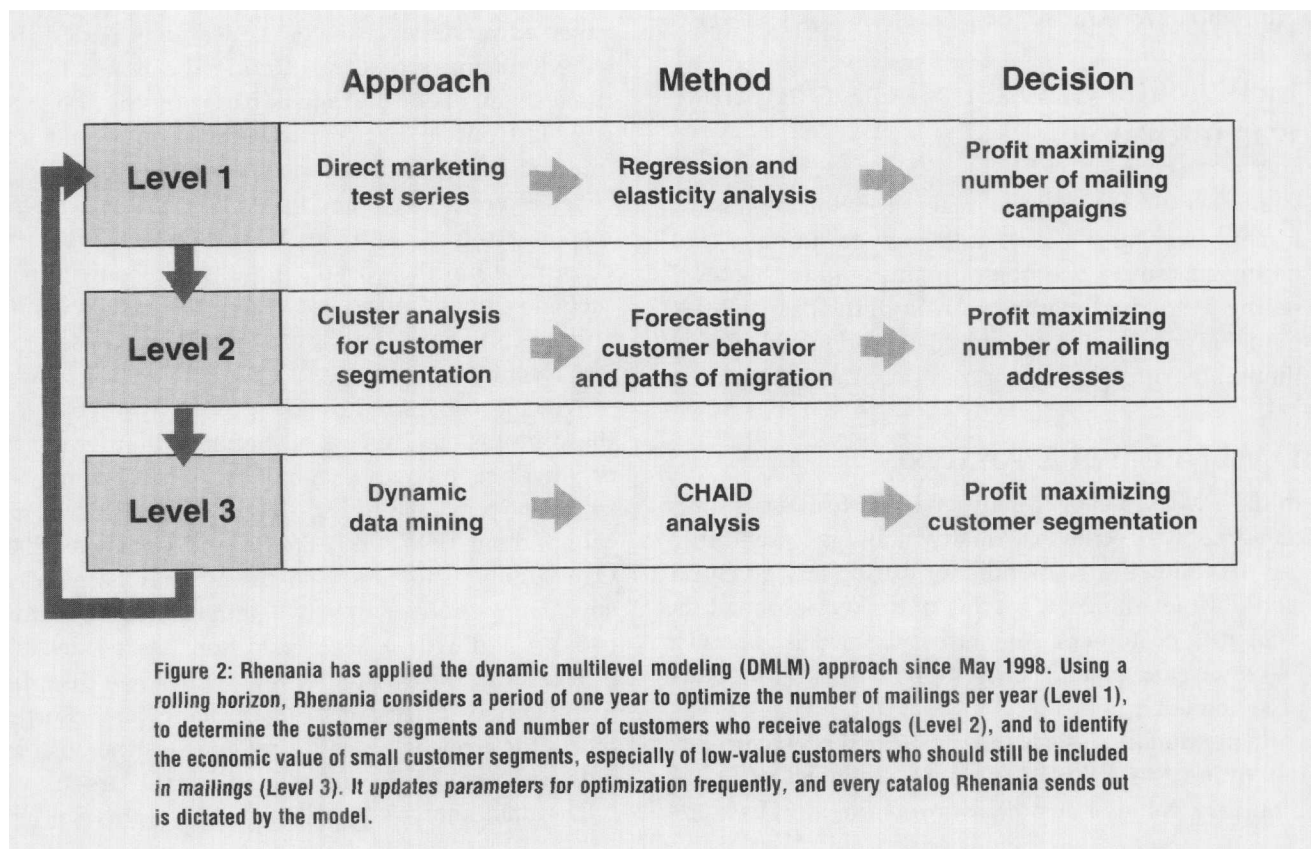 Approach Method Decision
Level 1
Direct marketing
test series
Regression and
elasticity analysis
Profit maximizing
number of mailing
campaigns
Level 2
Cluster analysis
for customer
segmentation
Forecasting
customer behavior
and paths of migration
Profit maximizing
number of mailing
addresses
Level 3
Dynamic
data mining
CHAID
analysis
Profit maximizing
customer segmentation
Figure 2: Rhenania has applied the dynamic multilevel modeling (DMLM) approach since May 1998. Using a
rolling horizon, Rhenania considers a period of one year to optimize the number of mailings per year (Level 1),
to determine the customer segments and number of customers who receive catalogs (Level 2), and to identify
the economic value of small customer segments, especially of low-value customers who should still be included
in mailings (Level 3). It updates parameters for optimization frequently, and every catalog Rhenania sends out
is dictated by the model.